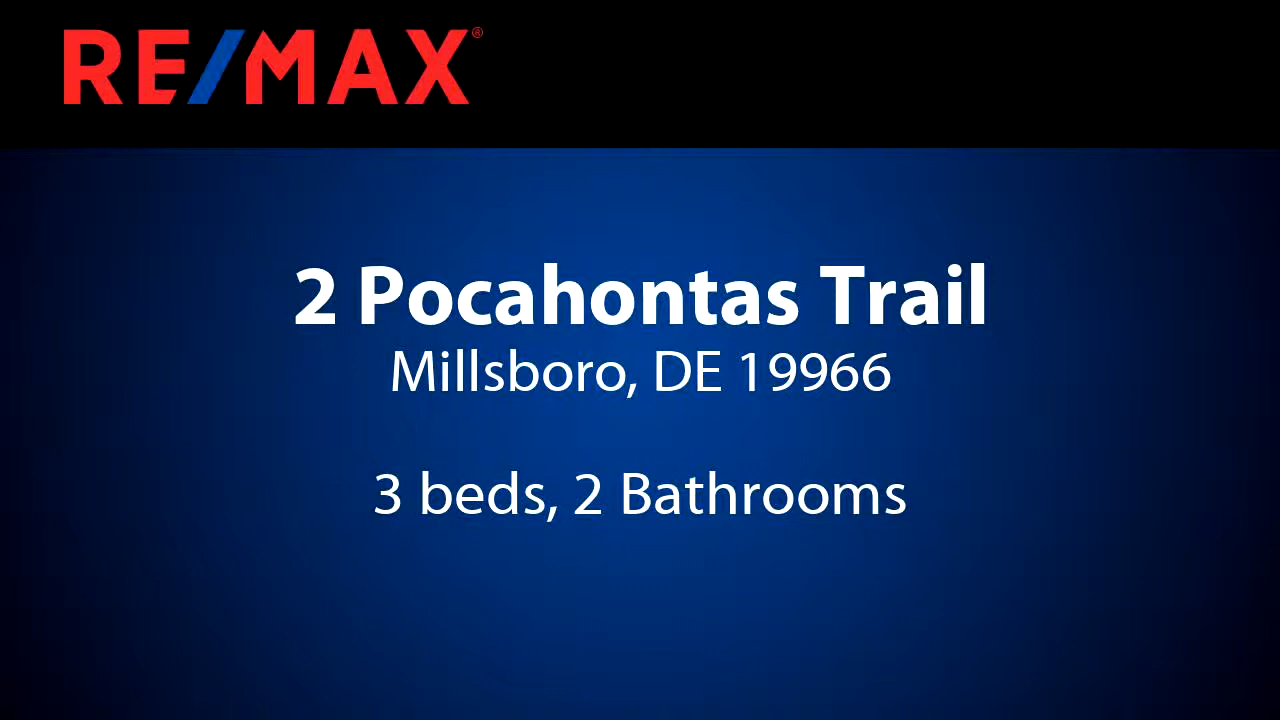 RE/MAX®
2 Pocahontas Trail
Millsboro, DE 19966
3 beds, 2 Bathrooms